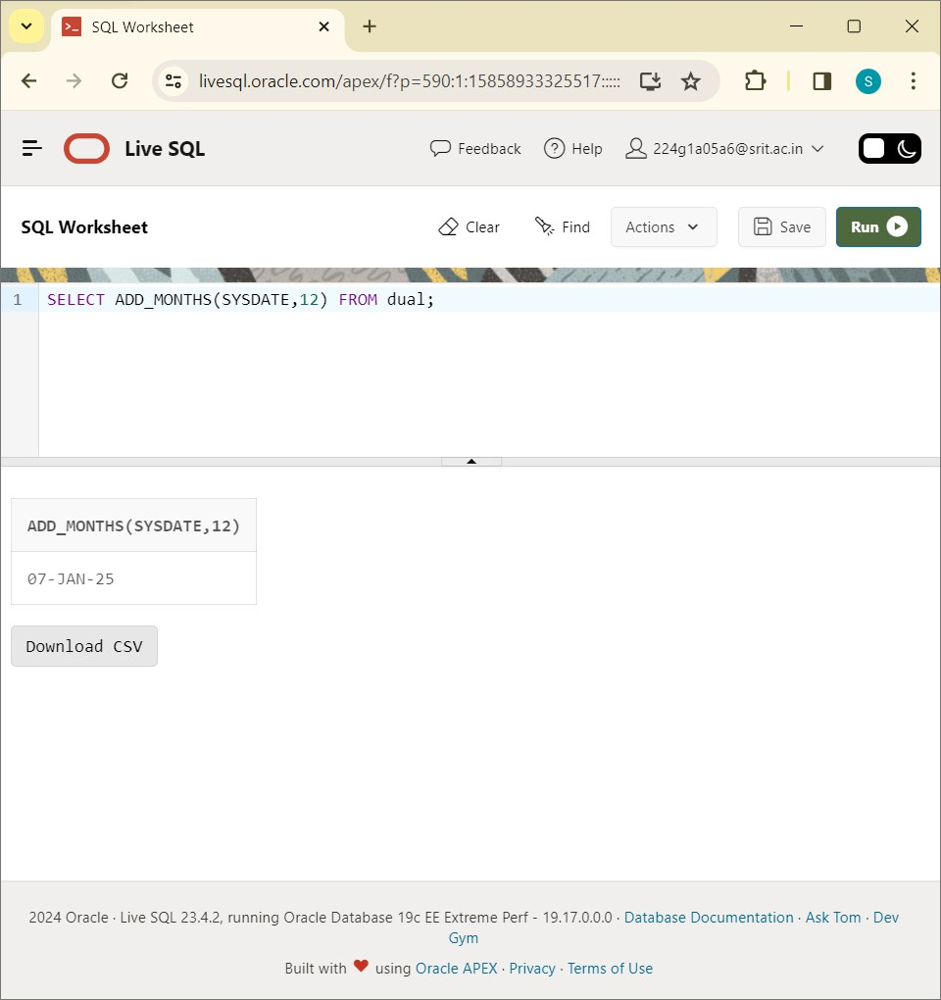 SQL Worksheet
livesql.oracle.com/apex/f?p=590:1:15858933325517:::::
S
Live SQL
Feedback
Help
224g1a05a6@srit.ac.in
SQL Worksheet
Clear
Find
Actions
Save
Run
1 SELECT ADD_MONTHS(SYSDATE,12) FROM dual;
ADD_MONTHS(SYSDATE,12)
07-JAN-25
Download CSV
2024 Oracle · Live SQL 23.4.2, running Oracle Database 19c EE Extreme Perf - 19.17.0.0.0 · Database Documentation · Ask Tom · Dev
Gym
Built with ❤ using Oracle APEX · Privacy · Terms of Use